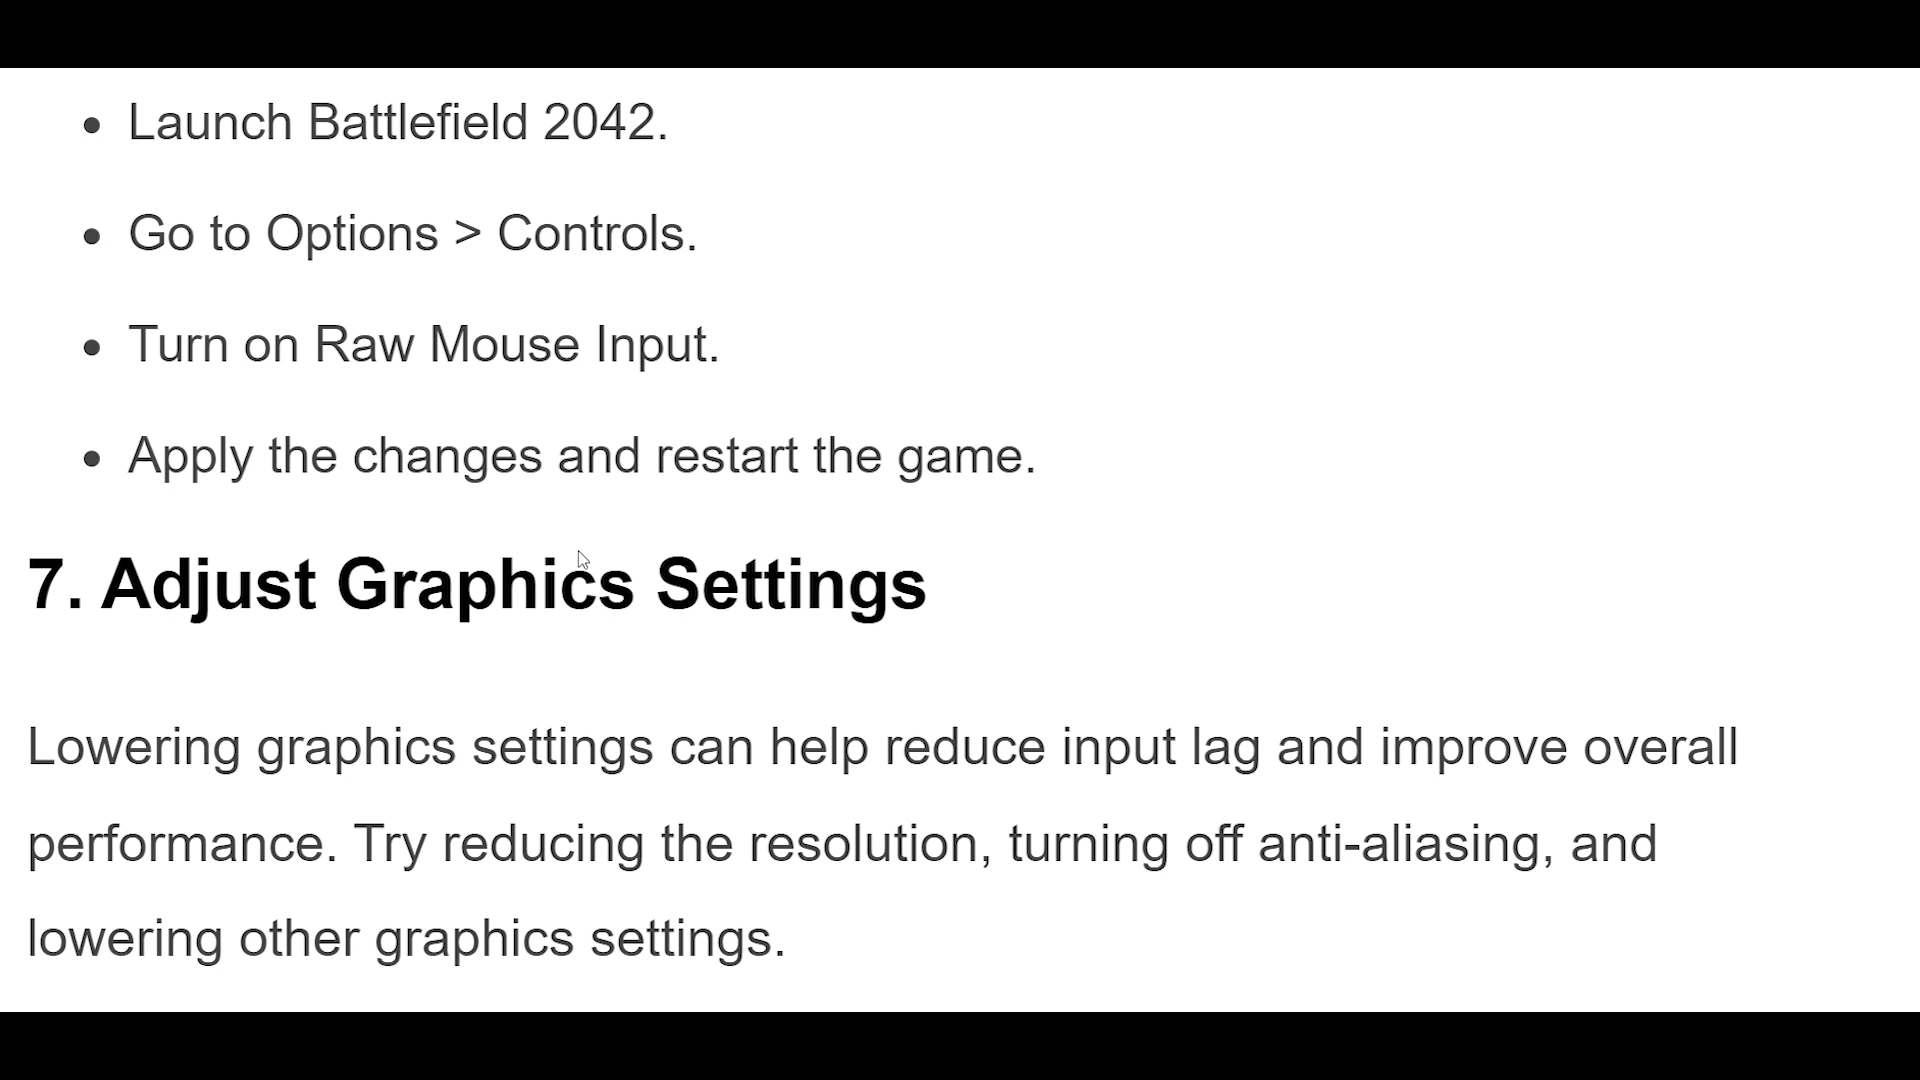 • Launch Battlefield 2042.
• Go to Options > Controls.
• Turn on Raw Mouse Input.
• Apply the changes and restart the game.
7. Adjust Graphics Settings
Lowering graphics settings can help reduce input lag and improve overall
performance. Try reducing the resolution, turning off anti-aliasing, and
lowering other graphics settings.